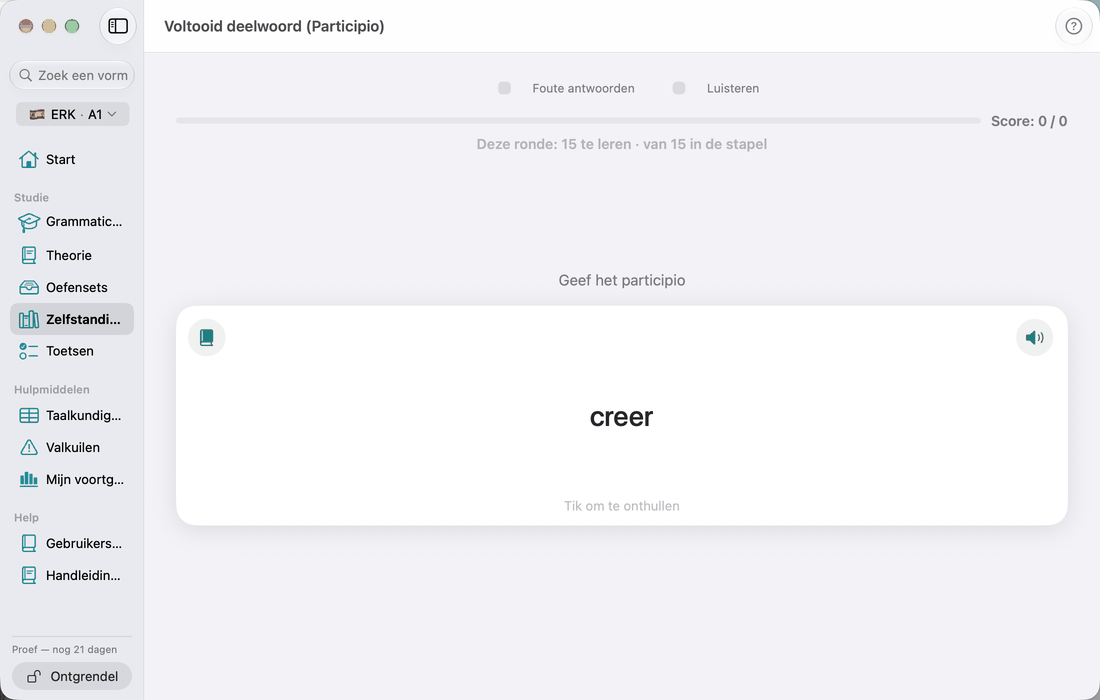 Voltooid deelwoord (Participio)
Zoek een vorm
ERK · A1
Start
Studie
Grammatic...
Theorie
Oefensets
Zelfstandi...
Toetsen
Hulpmiddelen
Taalkundig...
Valkuilen
Mijn voortg...
Help
Gebruikers...
Handleidin...
Proef — nog 21 dagen
Ontgrendel
Foute antwoorden
Luisteren
Score: 0 / 0
Deze ronde: 15 te leren · van 15 in de stapel
Geef het participio
creer
Tik om te onthullen